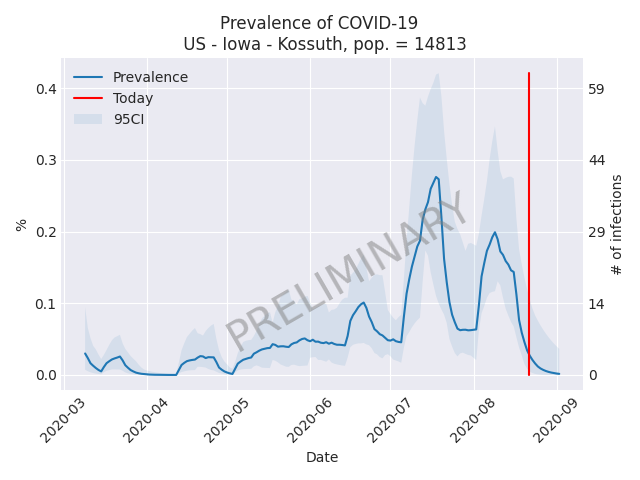 Prevalence of COVID-19
US - Iowa - Kossuth, pop. = 14813
Prevalence
Today
95CI
PRELIMINARY
%
0.4
0.3
0.2
0.1
0.0
59
44
29
14
0
# of infections
2020-03
2020-04
2020-05
2020-06
2020-07
2020-08
2020-09
Date